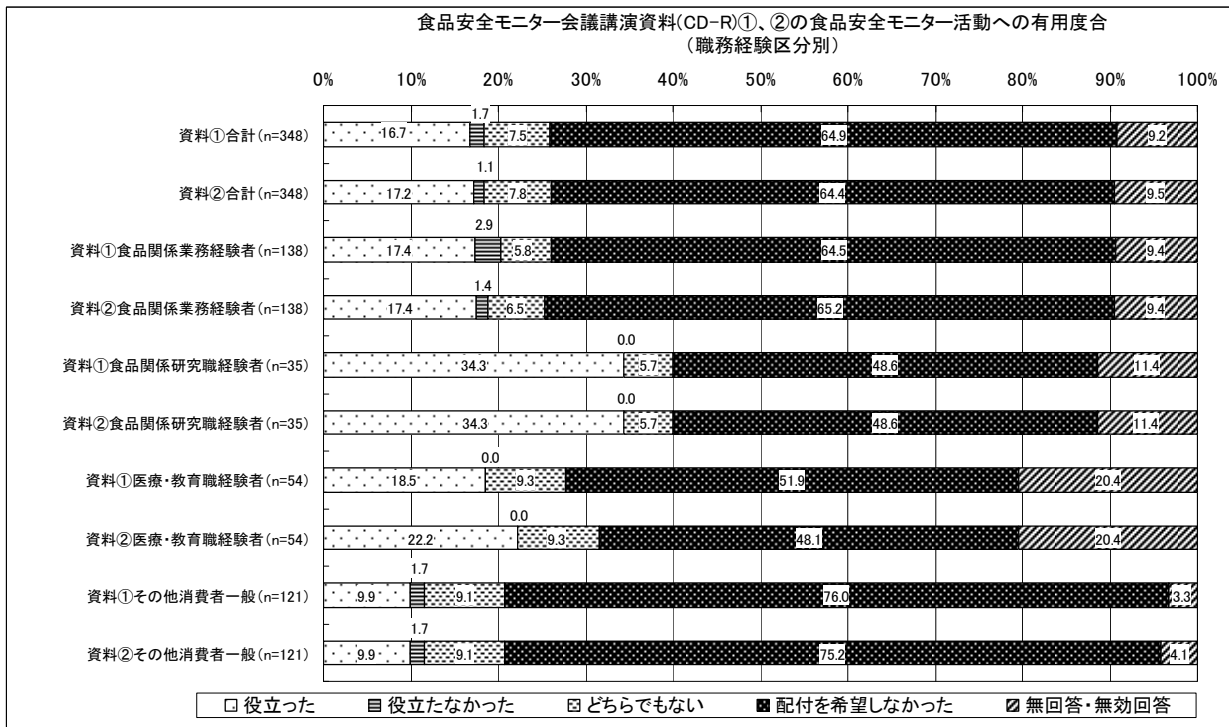 食品安全モニター会議講演資料(CD-R)①、②の食品安全モニター活動への有用度合
（職務経験区分別）
0% 10% 20% 30% 40% 50% 60% 70% 80% 90% 100%
1.7
資料①合計(n=348) 16.7 7.5 64.9 9.2
1.1
資料②合計(n=348) 17.2 7.8 64.4 9.5
2.9
資料①食品関係業務経験者(n=138) 17.4 5.8 64.5 9.4
1.4
資料②食品関係業務経験者(n=138) 17.4 6.5 65.2 9.4
0.0
資料①食品関係研究職経験者(n=35) 34.3 5.7 48.6 11.4
0.0
資料②食品関係研究職経験者(n=35) 34.3 5.7 48.6 11.4
0.0
資料①医療・教育職経験者(n=54) 18.5 9.3 51.9 20.4
0.0
資料②医療・教育職経験者(n=54) 22.2 9.3 48.1 20.4
1.7
資料①その他消費者一般(n=121) 9.9 9.1 76.0 3.3
1.7
資料②その他消費者一般(n=121) 9.9 9.1 75.2 4.1
役立った 役立たなかった どちらでもない 配付を希望しなかった 無回答・無効回答